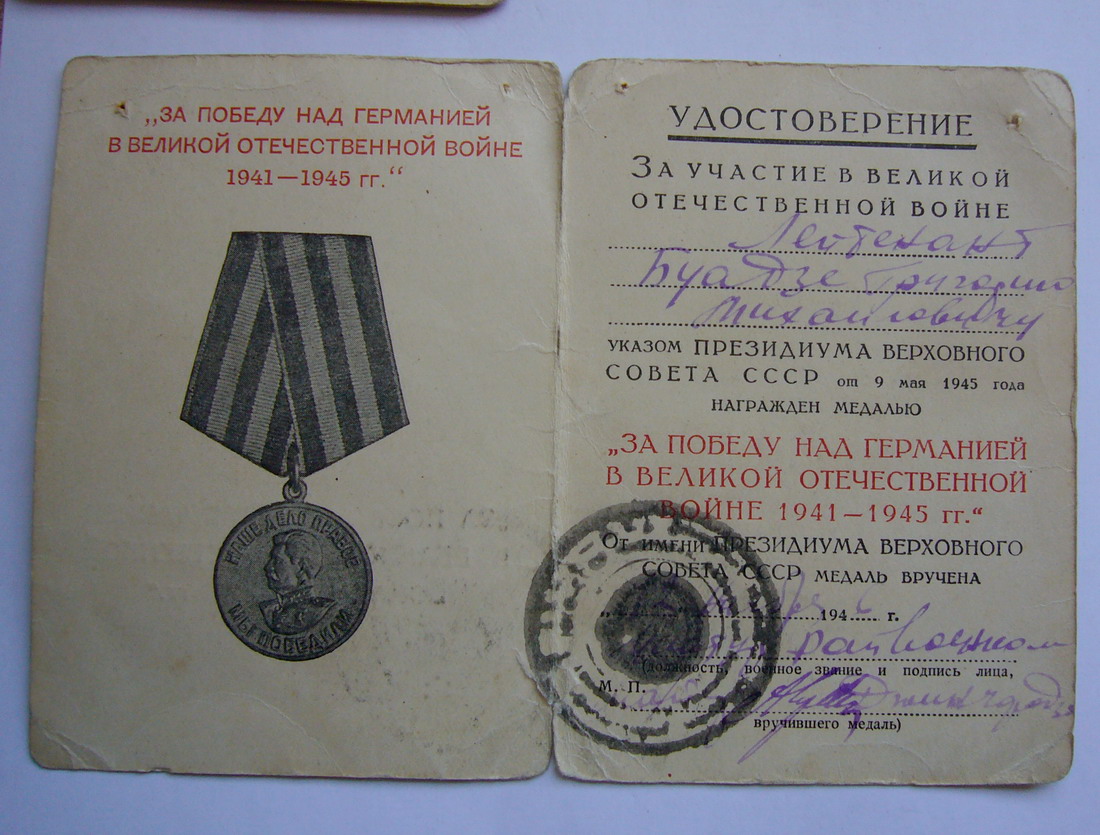 „ЗА ПОБЕДУ НАД ГЕРМАНИЕЙ
В ВЕЛИКОЙ ОТЕЧЕСТВЕННОЙ ВОЙНЕ
1941—1945 гг.“
НАШЕ ДЕЛО ПРАВОЕ
МЫ ПОБЕДИЛИ
УДОСТОВЕРЕНИЕ
ЗА УЧАСТИЕ В ВЕЛИКОЙ
ОТЕЧЕСТВЕННОЙ ВОЙНЕ
Лейтенант
Буадзе Григорию
Михайловичу
УКАЗОМ ПРЕЗИДИУМА ВЕРХОВНОГО
СОВЕТА СССР от 9 мая 1945 года
НАГРАЖДЕН МЕДАЛЬЮ
„ЗА ПОБЕДУ НАД ГЕРМАНИЕЙ
В ВЕЛИКОЙ ОТЕЧЕСТВЕННОЙ
ВОЙНЕ 1941—1945 гг.“
ОТ ИМЕНИ ПРЕЗИДИУМА ВЕРХОВНОГО
СОВЕТА СССР МЕДАЛЬ ВРУЧЕНА
194 6 г.
райвоенком
(должность, военное звание и подпись лица,
М. П.
вручившего медаль)